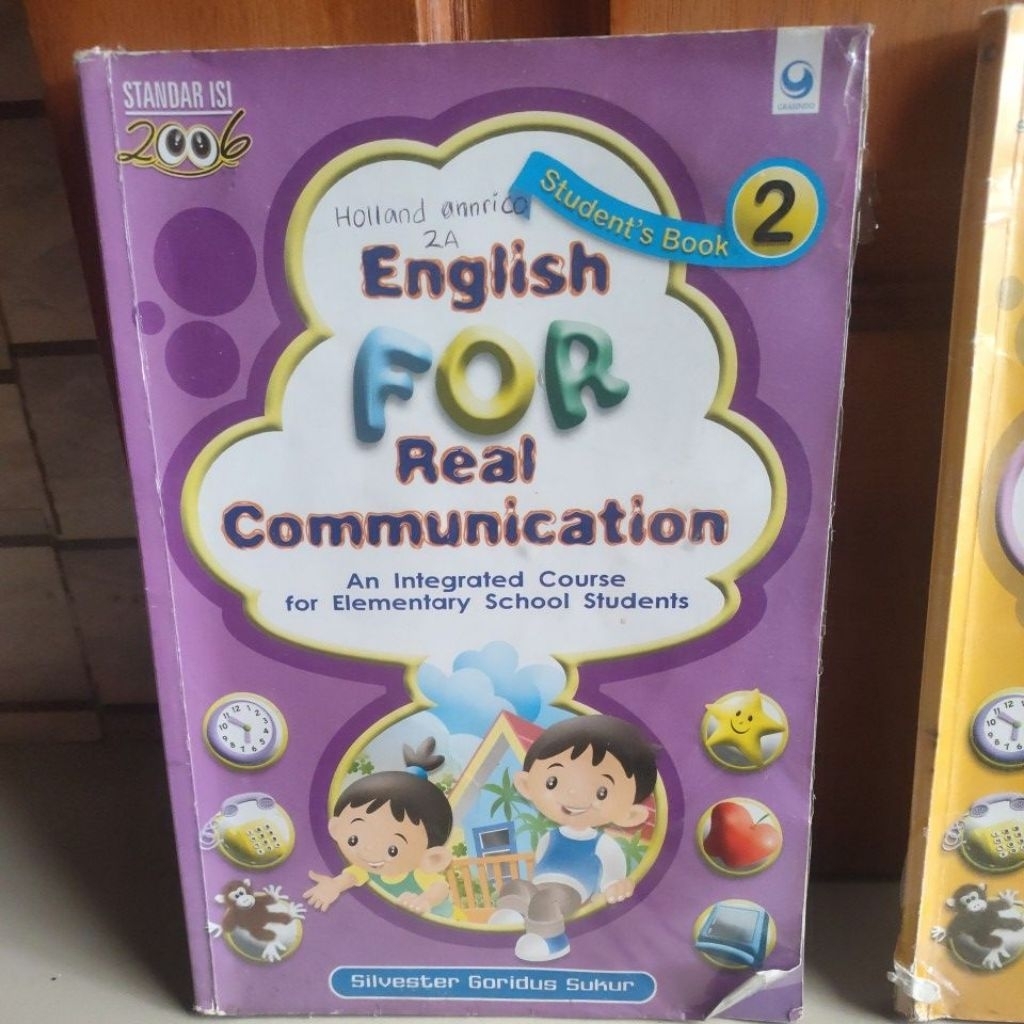 STANDAR ISI
2006
GRASINDO
Student's Book 2
Holland annrico
2A
English
FOR
Real
Communication
An Integrated Course
for Elementary School Students
Silvester Goridus Sukur